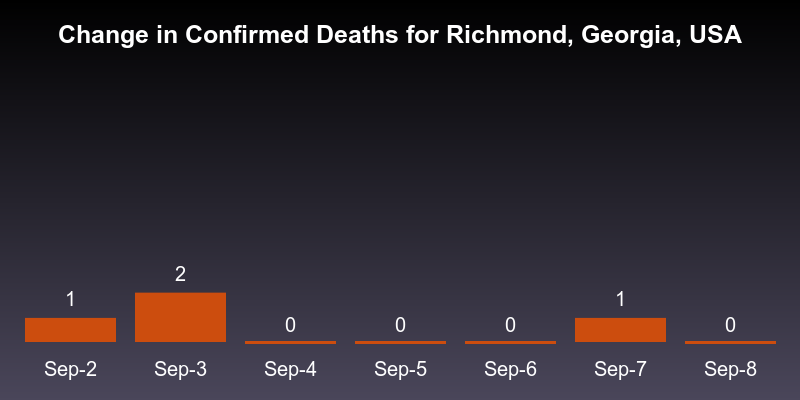 Change in Confirmed Deaths for Richmond, Georgia, USA
1
2
0
0
0
1
0
Sep-2
Sep-3
Sep-4
Sep-5
Sep-6
Sep-7
Sep-8